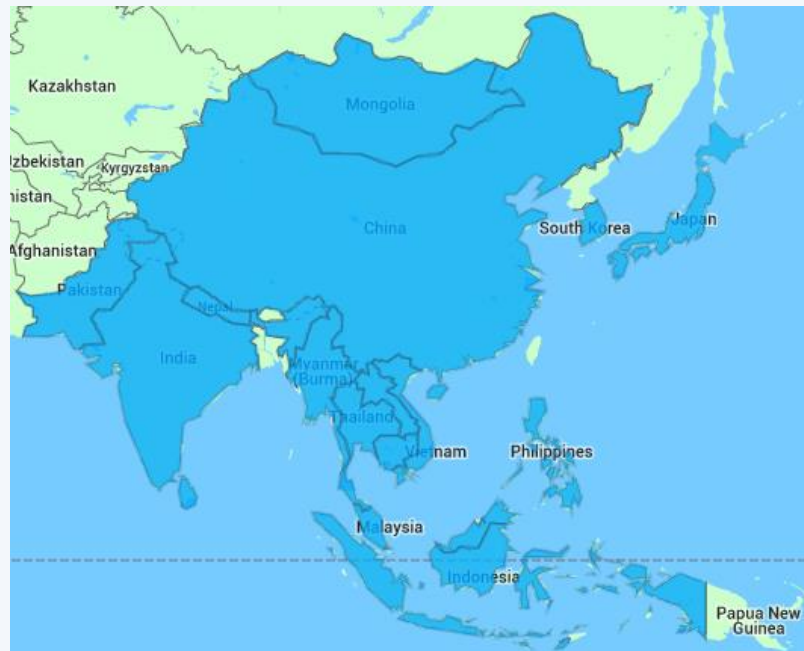 Kazakhstan
Mongolia
Uzbekistan
Kyrgyzstan
nistan
Afghanistan
China
South Korea
Japan
Pakistan
Nepal
India
Myanmar
(Burma)
Thailand
Vietnam
Philippines
Malaysia
Indonesia
Papua New
Guinea